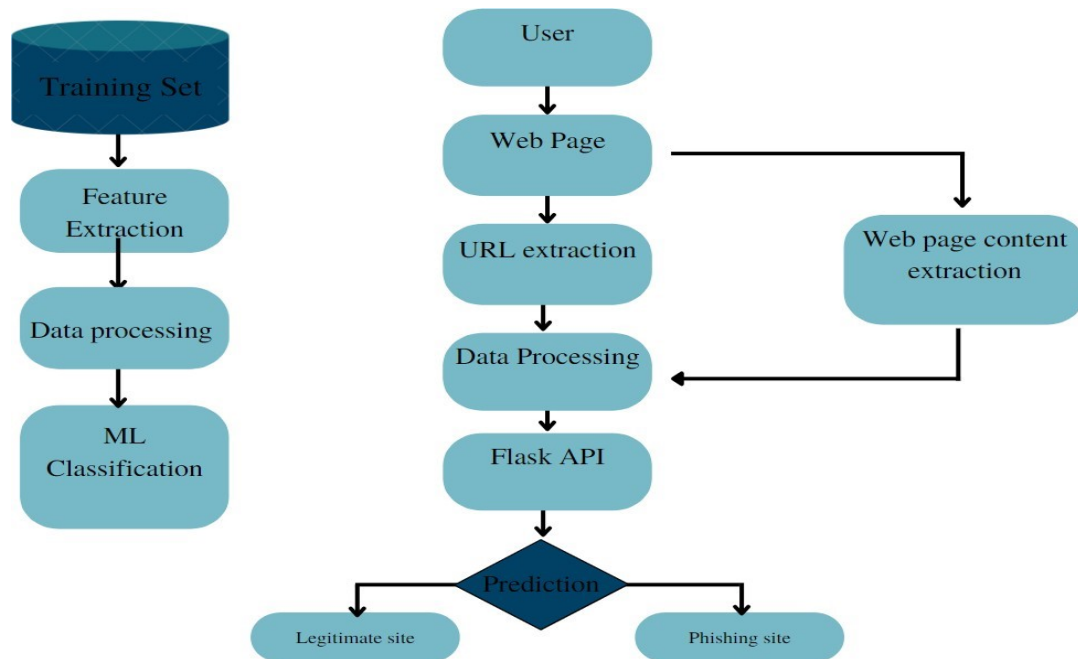 Training Set
Feature
Extraction
Data processing
ML
Classification
User
Web Page
URL extraction
Web page content
extraction
Data Processing
Flask API
Prediction
Legitimate site
Phishing site